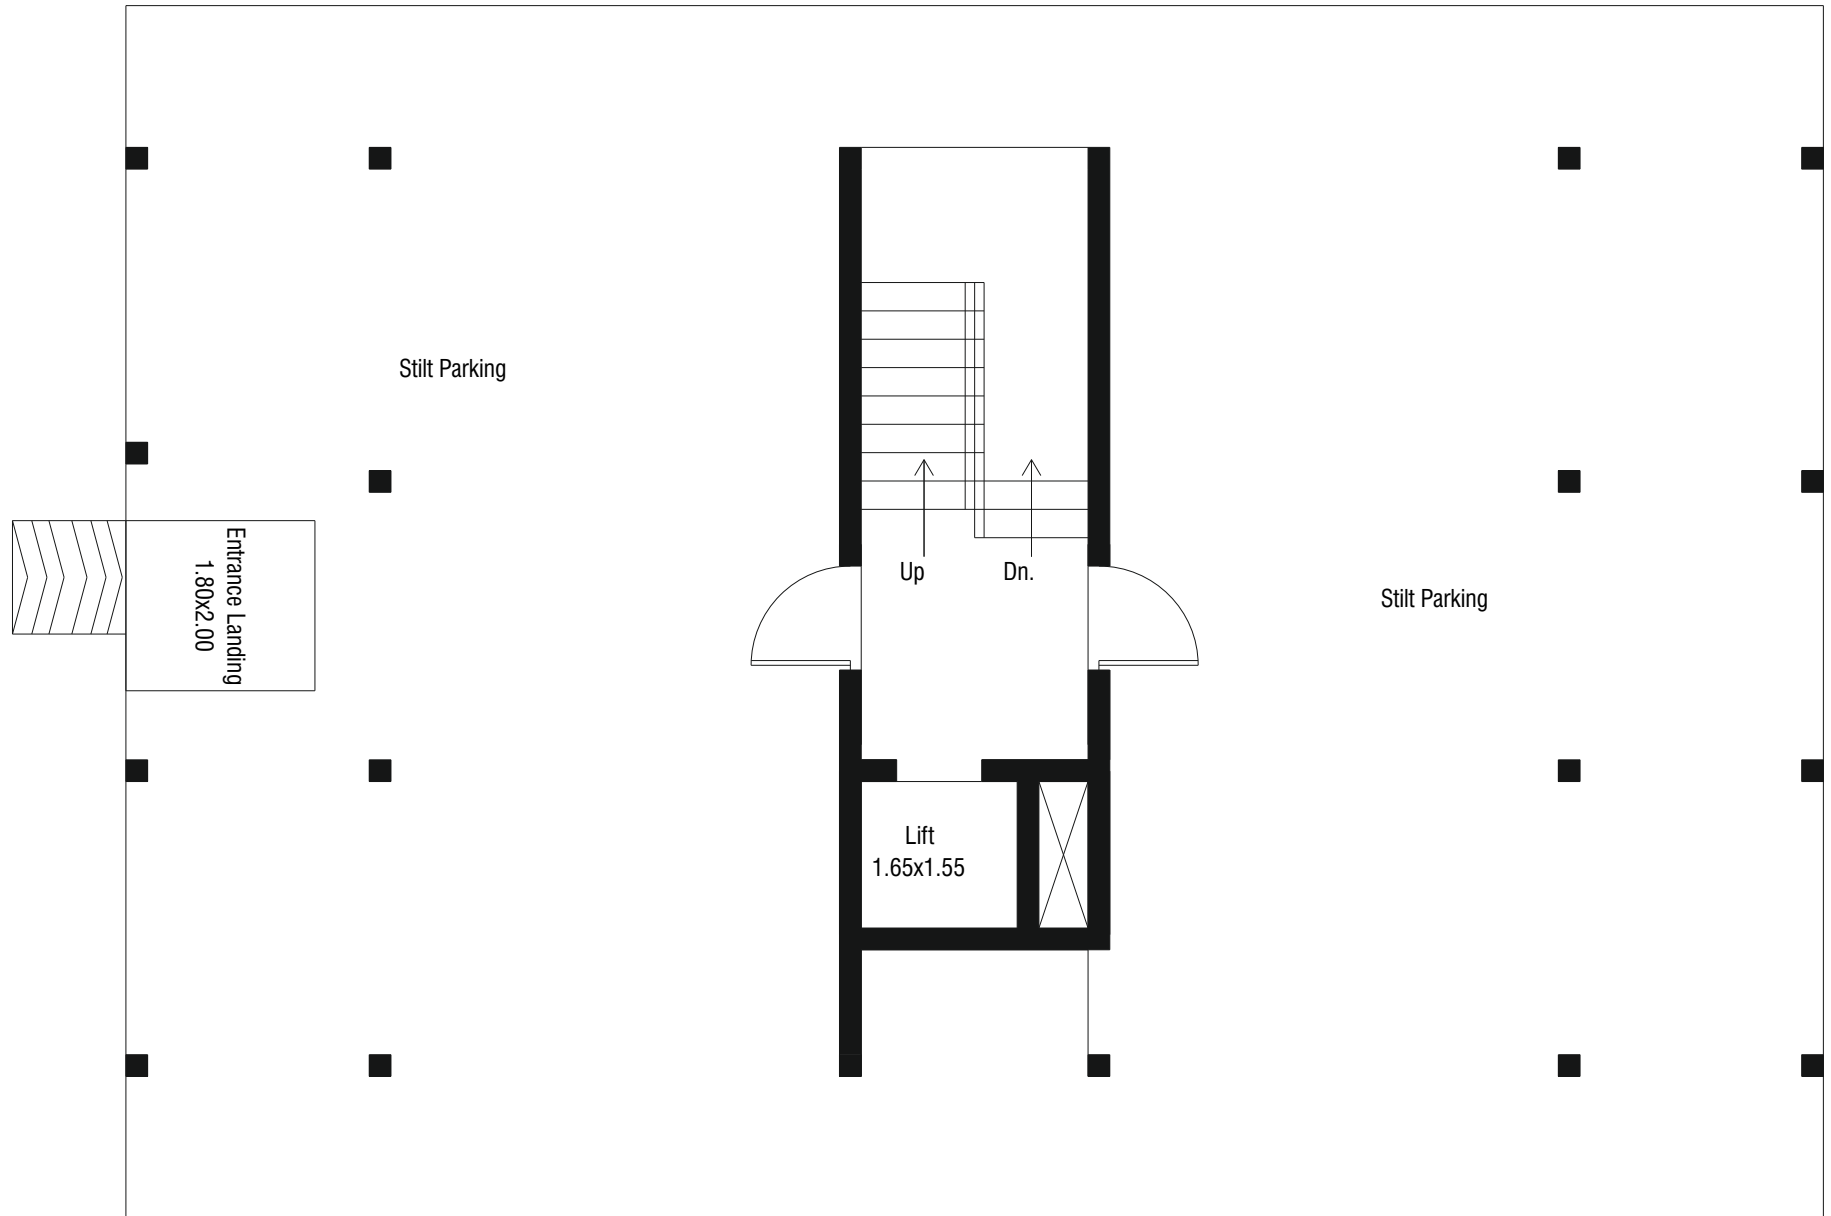 Stilt Parking
Entrance Landing
1.80x2.00
Up
Dn.
Stilt Parking
Lift
1.65x1.55